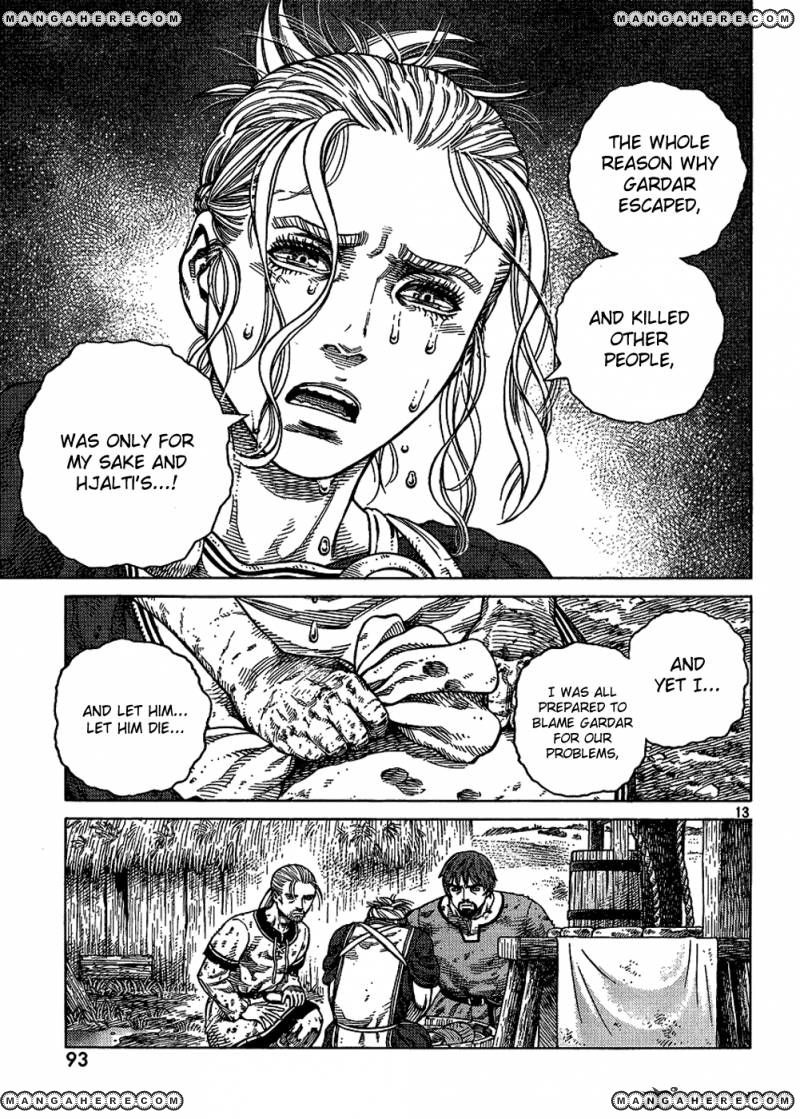 MANGAHERE.COM
MANGAHERE.COM
THE WHOLE
REASON WHY
GARDAR
ESCAPED,
AND KILLED
OTHER
PEOPLE,
WAS ONLY FOR
MY SAKE AND
HJALTI'S...!
AND
YET I...
I WAS ALL
PREPARED TO
BLAME GARDAR
FOR OUR
PROBLEMS,
AND LET HIM...
LET HIM DIE...
13
93
MANGAHERE.COM
MANGAHERE.COM